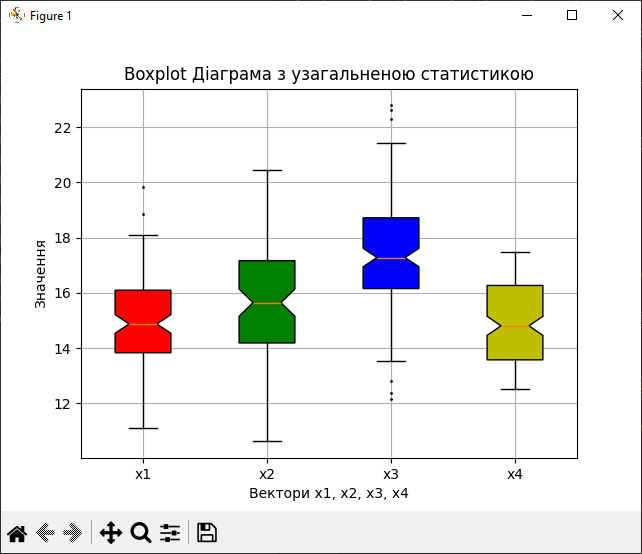 Figure 1
Boxplot Діаграма з узагальненою статистикою
22
20
18
16
14
12
Значення
x1 x2 x3 x4
Вектори x1, x2, x3, x4